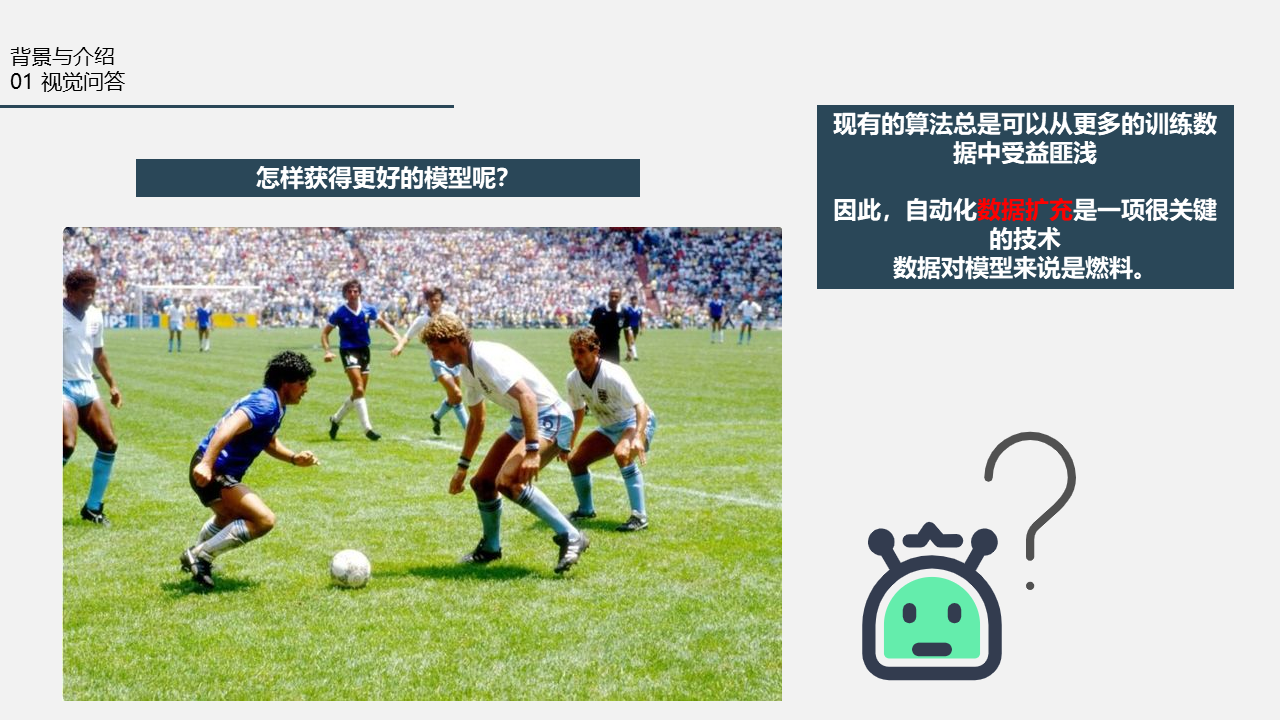 背景与介绍
01 视觉问答
怎样获得更好的模型呢？
现有的算法总是可以从更多的训练数
据中受益匪浅
因此，自动化数据扩充是一项很关键
的技术
数据对模型来说是燃料。